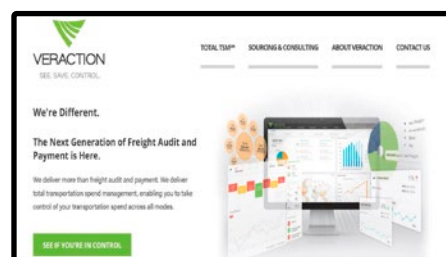 VERACTION
SEE. SAVE. CONTROL.
TOTAL TSM℠ SOURCING & CONSULTING ABOUT VERACTION CONTACT US
We're Different.
The Next Generation of Freight Audit and
Payment is Here.
We deliver more than freight audit and payment. We deliver
total transportation spend management, enabling you to take
control of your transportation spend across all modes.
SEE IF YOU'RE IN CONTROL